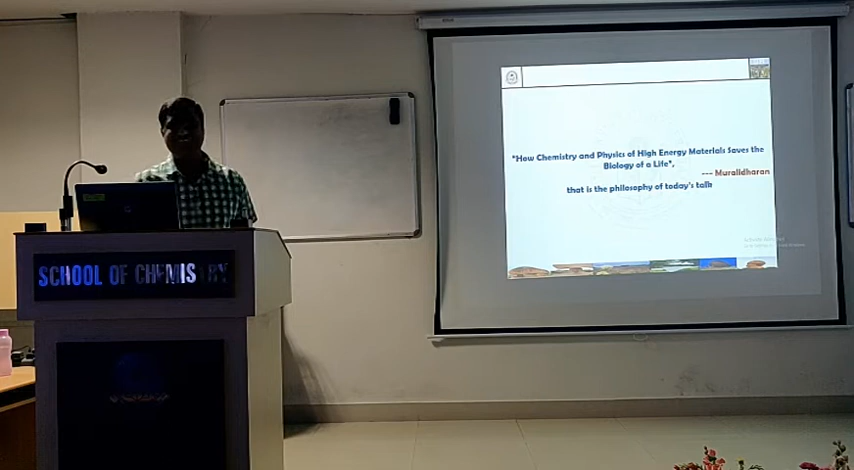 "How Chemistry and Physics of High Energy Materials Saves the
Biology of a Life",
--- Muralidharan
that is the philosophy of today's talk
SCHOOL OF CHEMISTRY